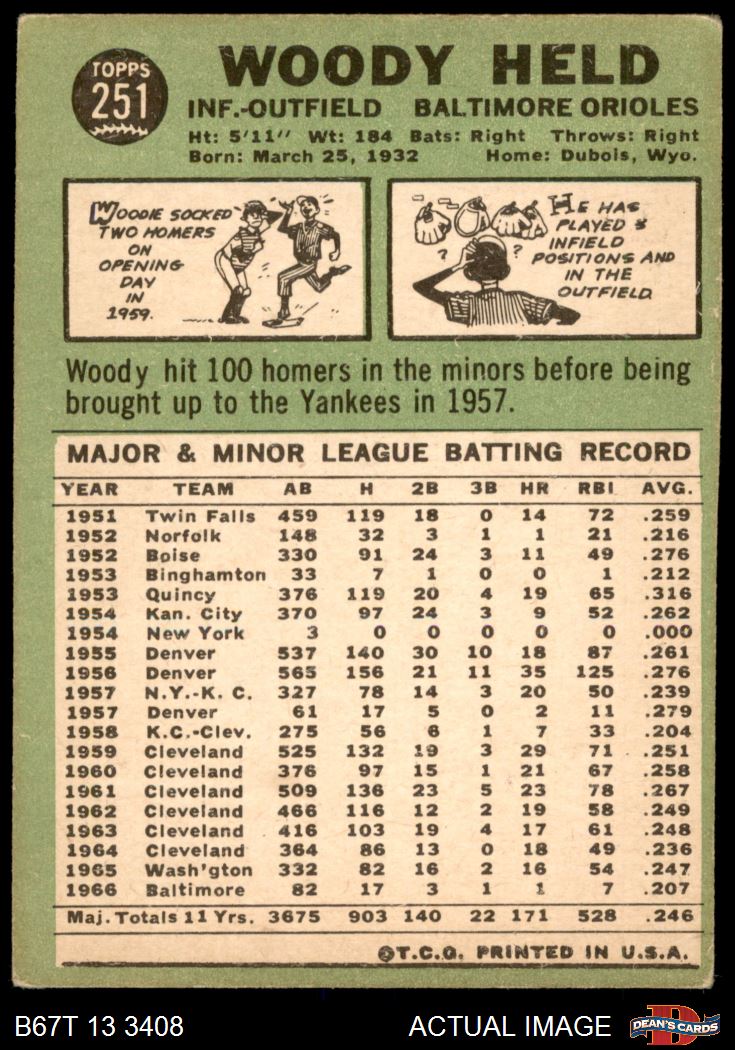 TOPPS
251
WOODY HELD
INF.-OUTFIELD BALTIMORE ORIOLES
Ht: 5'11" Wt: 184 Bats: Right Throws: Right
Born: March 25, 1932 Home: Dubois, Wyo.
WOODIE SOCKED
TWO HOMERS
ON
OPENING
DAY
IN
1959.
HE HAS
PLAYED 3
INFIELD
POSITIONS AND
IN THE
OUTFIELD
? ?
Woody hit 100 homers in the minors before being
brought up to the Yankees in 1957.
MAJOR & MINOR LEAGUE BATTING RECORD
YEAR TEAM AB H 2B 3B HR RBI AVG.
1951 Twin Falls 459 119 18 0 14 72 .259
1952 Norfolk 148 32 3 1 1 21 .216
1952 Boise 330 91 24 3 11 49 .276
1953 Binghamton 33 7 1 0 0 1 .212
1953 Quincy 376 119 20 4 19 65 .316
1954 Kan. City 370 97 24 3 9 52 .262
1954 New York 3 0 0 0 0 0 .000
1955 Denver 537 140 30 10 18 87 .261
1956 Denver 565 156 21 11 35 125 .276
1957 N.Y.-K. C. 327 78 14 3 20 50 .239
1957 Denver 61 17 5 0 2 11 .279
1958 K.C.-Clev. 275 56 6 1 7 33 .204
1959 Cleveland 525 132 19 3 29 71 .251
1960 Cleveland 376 97 15 1 21 67 .258
1961 Cleveland 509 136 23 5 23 78 .267
1962 Cleveland 466 116 12 2 19 58 .249
1963 Cleveland 416 103 19 4 17 61 .248
1964 Cleveland 364 86 13 0 18 49 .236
1965 Wash'gton 332 82 16 2 16 54 .247
1966 Baltimore 82 17 3 1 1 7 .207
Maj. Totals 11 Yrs. 3675 903 140 22 171 528 .246
©T.C.G. PRINTED IN U.S.A.
B67T 13 3408 ACTUAL IMAGE
D
DEAN'S CARDS